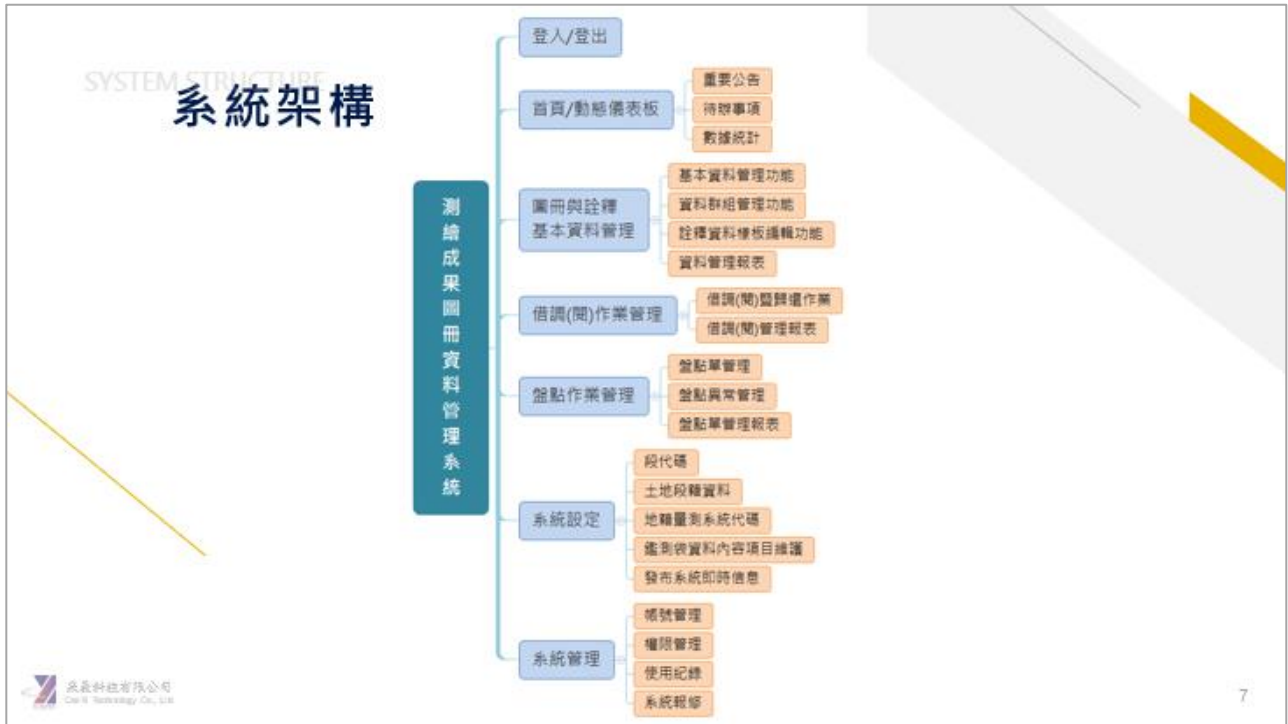 SYSTEM STRUCTURE
系統架構
測繪成果圖冊資料管理系統
登入/登出
首頁/動態儀表板
重要公告
待辦事項
數據統計
圖冊與詮釋
基本資料管理
基本資料管理功能
資料群組管理功能
詮釋資料樣板編輯功能
資料管理報表
借調(閱)作業管理
借調(閱)暨歸還作業
借調(閱)管理報表
盤點作業管理
盤點單管理
盤點異常管理
盤點單管理報表
系統設定
段代碼
土地段籍資料
地籍量測系統代碼
鑑測袋資料內容項目維護
發布系統即時信息
系統管理
帳號管理
權限管理
使用紀錄
系統報修
科技有限公司
Technology Co., Ltd.
7